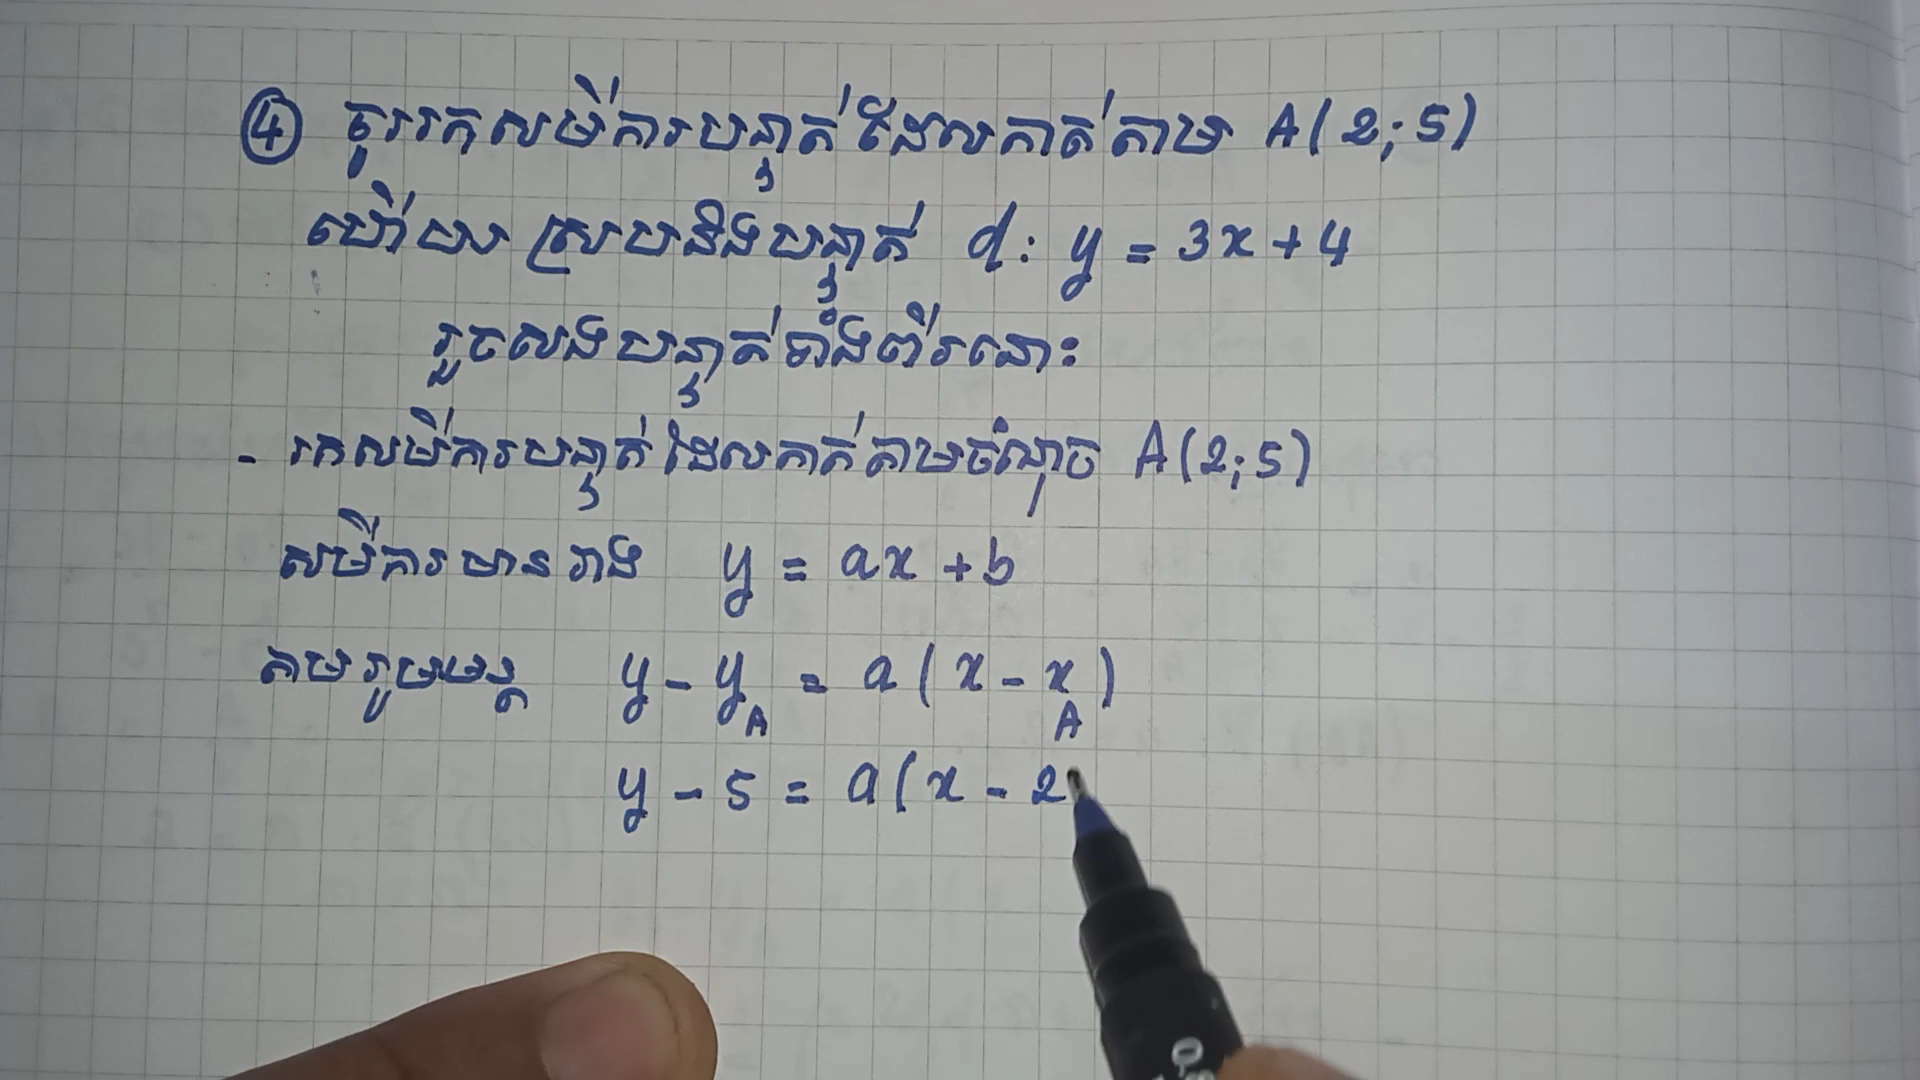 ④ ចូររកសមីការបន្ទាត់ដែលកាត់តាម A(2;5)
ហើយ ស្របនឹងបន្ទាត់ d: y = 3x+4
រួចសង់បន្ទាត់ទាំងពីរនោះ
- រកសមីការបន្ទាត់ដែលកាត់តាមចំណុច A(2;5)
សមីការមានរាង y = ax+b
តាមរូបមន្ត y - y_A = a(x - x_A)
y - 5 = a(x - 2